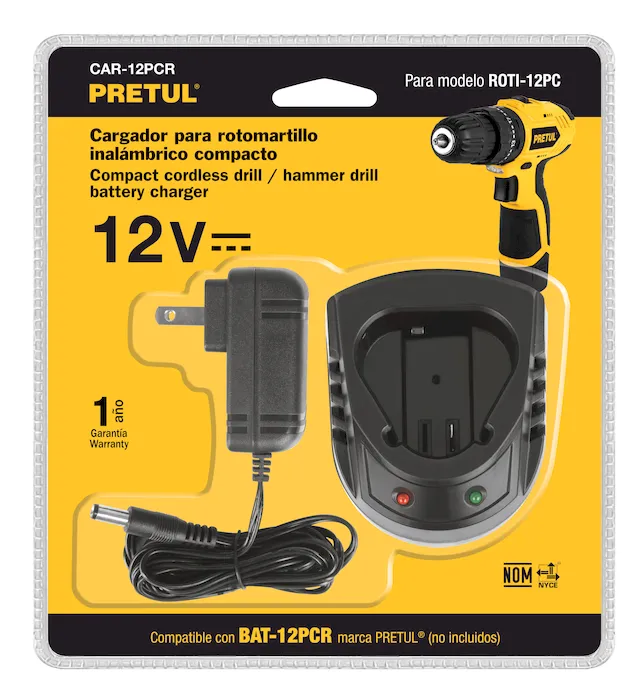 CAR-12PCR
PRETUL®
Para modelo ROTI-12PC
PRETUL
Cargador para rotomartillo
inalámbrico compacto
Compact cordless drill / hammer drill
battery charger
12V
1 año
Garantía
Warranty
NOM
NYCE
Compatible con BAT-12PCR marca PRETUL® (no incluidos)